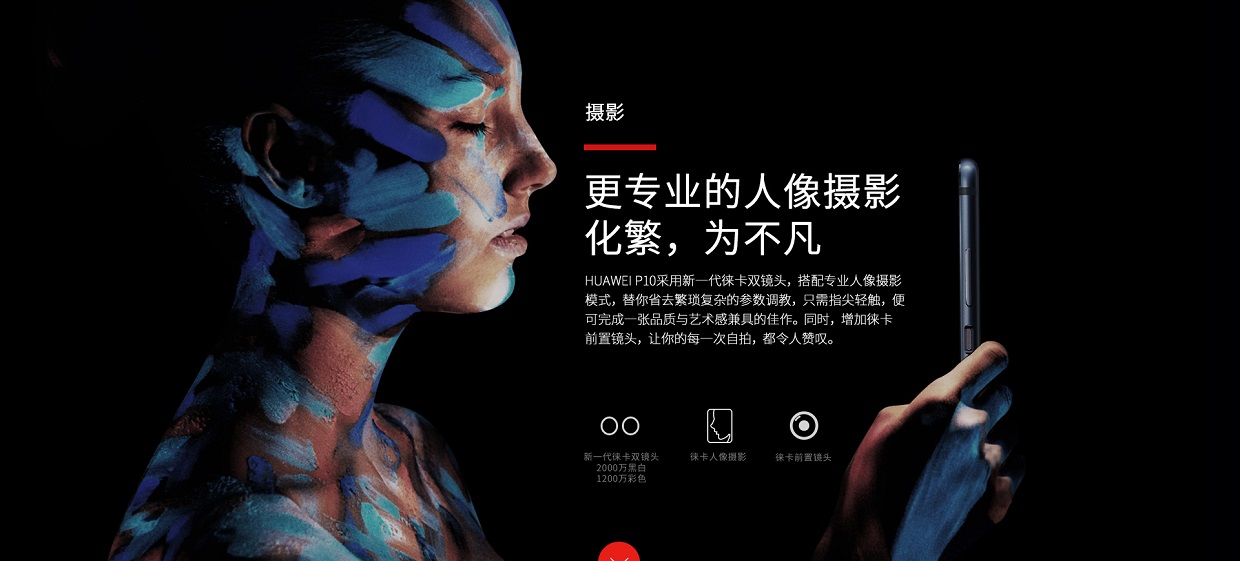 摄影
更专业的人像摄影
化繁，为不凡
HUAWEI P10采用新一代徕卡双镜头，搭配专业人像摄影
模式，替你省去繁琐复杂的参数调教，只需指尖轻触，便
可完成一张品质与艺术感兼具的佳作。同时，增加徕卡
前置镜头，让你的每一次自拍，都令人赞叹。
新一代徕卡双镜头
2000万黑白
1200万彩色
徕卡人像摄影
徕卡前置镜头